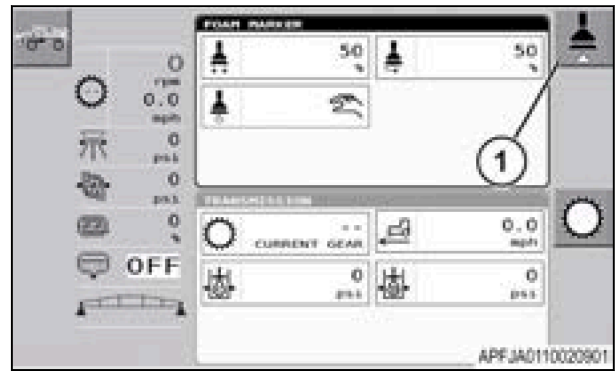 FOAM MARKER
50
%
50
%
0
rpm
0.0
mph
0
psi
0
psi
0
%
OFF
1
TRANSMISSION
--
CURRENT GEAR
0.0
mph
0
psi
0
psi
APFJA0110020901